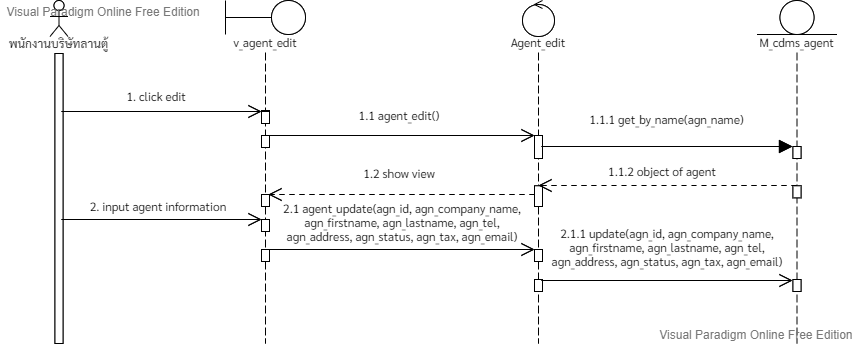 Visual Paradigm Online Free Edition
พนักงานบริษัทลานตู้
v_agent_edit
Agent_edit
M_cdms_agent
1. click edit
1.1 agent_edit()
1.1.1 get_by_name(agn_name)
1.1.2 object of agent
1.2 show view
2. input agent information
2.1 agent_update(agn_id, agn_company_name,
agn_firstname, agn_lastname, agn_tel,
agn_address, agn_status, agn_tax, agn_email)
2.1.1 update(agn_id, agn_company_name,
agn_firstname, agn_lastname, agn_tel,
agn_address, agn_status, agn_tax, agn_email)
Visual Paradigm Online Free Edition